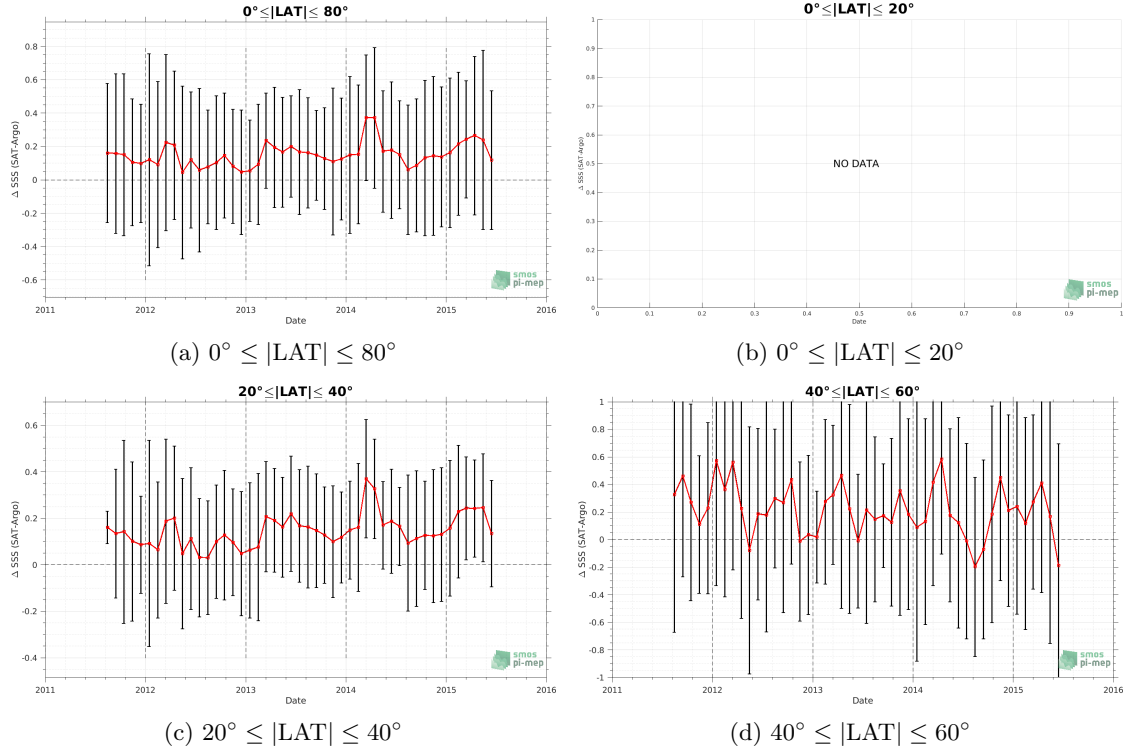 0°≤|LAT|≤ 80°
0.8
0.6
0.4
0.2
0
-0.2
-0.4
-0.6
Δ SSS (SAT-Argo)
2011
2012
2013
2014
2015
2016
Date
smos
pi-mep
(a) 0° ≤ |LAT| ≤ 80°
0°≤|LAT|≤ 20°
1
0.9
0.8
0.7
0.6
0.5
0.4
0.3
0.2
0.1
0
Δ SSS (SAT-Argo)
NO DATA
0
0.1
0.2
0.3
0.4
0.5
0.6
0.7
0.8
0.9
1
Date
smos
pi-mep
(b) 0° ≤ |LAT| ≤ 20°
20°≤|LAT|≤ 40°
0.6
0.4
0.2
0
-0.2
-0.4
Δ SSS (SAT-Argo)
2011
2012
2013
2014
2015
2016
Date
smos
pi-mep
(c) 20° ≤ |LAT| ≤ 40°
40°≤|LAT|≤ 60°
1
0.8
0.6
0.4
0.2
0
-0.2
-0.4
-0.6
-0.8
-1
Δ SSS (SAT-Argo)
2011
2012
2013
2014
2015
2016
Date
smos
pi-mep
(d) 40° ≤ |LAT| ≤ 60°